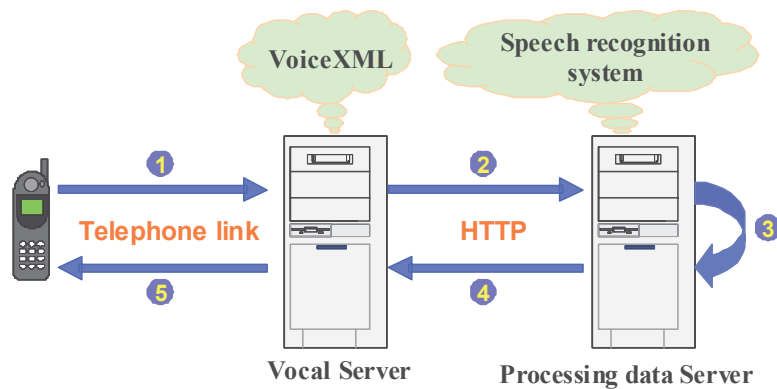 VoiceXML
Speech recognition
system
1
2
Telephone link
HTTP
3
5
4
Vocal Server
Processing data Server